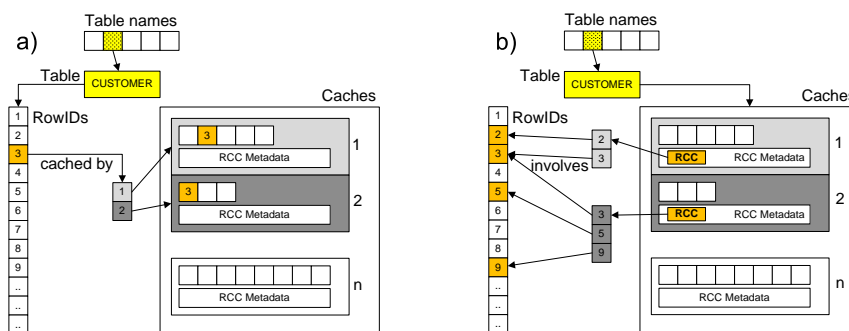 Table names
a)
Table
CUSTOMER
Caches
1
2
3
4
5
6
7
8
9
..
..
..
RowIDs
cached by
1
2
3
RCC Metadata
1
3
RCC Metadata
2
RCC Metadata
n
Table names
b)
Table
CUSTOMER
Caches
1
2
3
4
5
6
7
8
9
..
..
..
RowIDs
involves
2
3
3
5
9
RCC RCC Metadata
1
RCC RCC Metadata
2
RCC Metadata
n